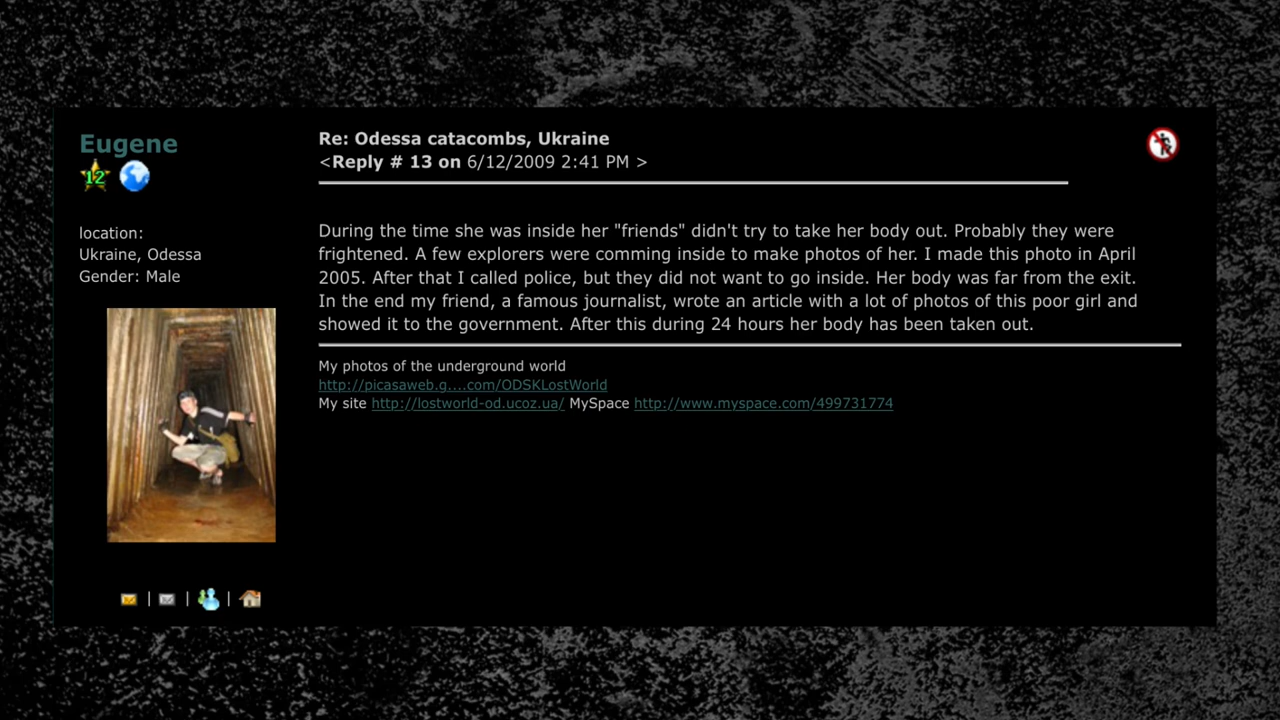 Eugene
12
location:
Ukraine, Odessa
Gender: Male
Re: Odessa catacombs, Ukraine
<Reply # 13 on 6/12/2009 2:41 PM >
During the time she was inside her "friends" didn't try to take her body out. Probably they were
frightened. A few explorers were comming inside to make photos of her. I made this photo in April
2005. After that I called police, but they did not want to go inside. Her body was far from the exit.
In the end my friend, a famous journalist, wrote an article with a lot of photos of this poor girl and
showed it to the government. After this during 24 hours her body has been taken out.
My photos of the underground world
http://picasaweb.g....com/ODSKLostWorld
My site http://lostworld-od.ucoz.ua/ MySpace http://www.myspace.com/499731774
| | |